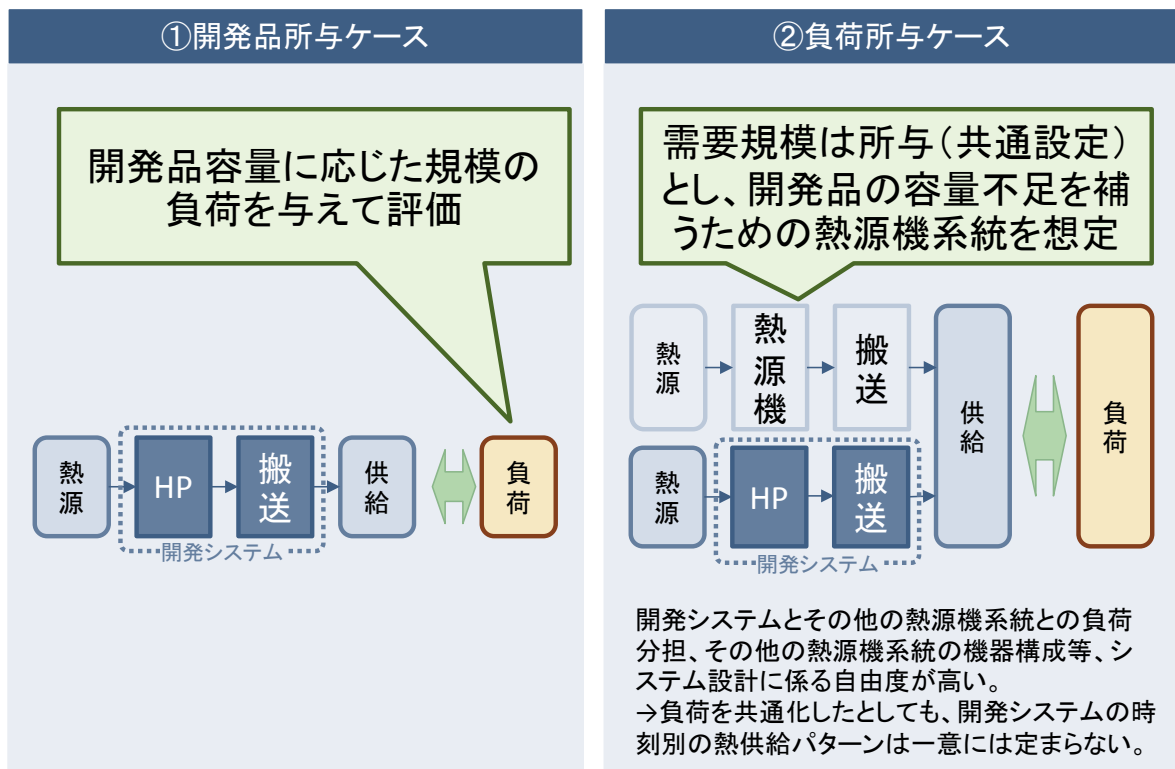 ①開発品所与ケース
開発品容量に応じた規模の
負荷を与えて評価
熱源
HP
搬送
供給
負荷
開発システム
②負荷所与ケース
需要規模は所与(共通設定)
とし、開発品の容量不足を補
うための熱源機系統を想定
熱源
熱源機
搬送
供給
負荷
熱源
HP
搬送
開発システム
開発システムとその他の熱源機系統との負荷
分担、その他の熱源機系統の機器構成等、シ
ステム設計に係る自由度が高い。
→負荷を共通化したとしても、開発システムの時
刻別の熱供給パターンは一意には定まらない。